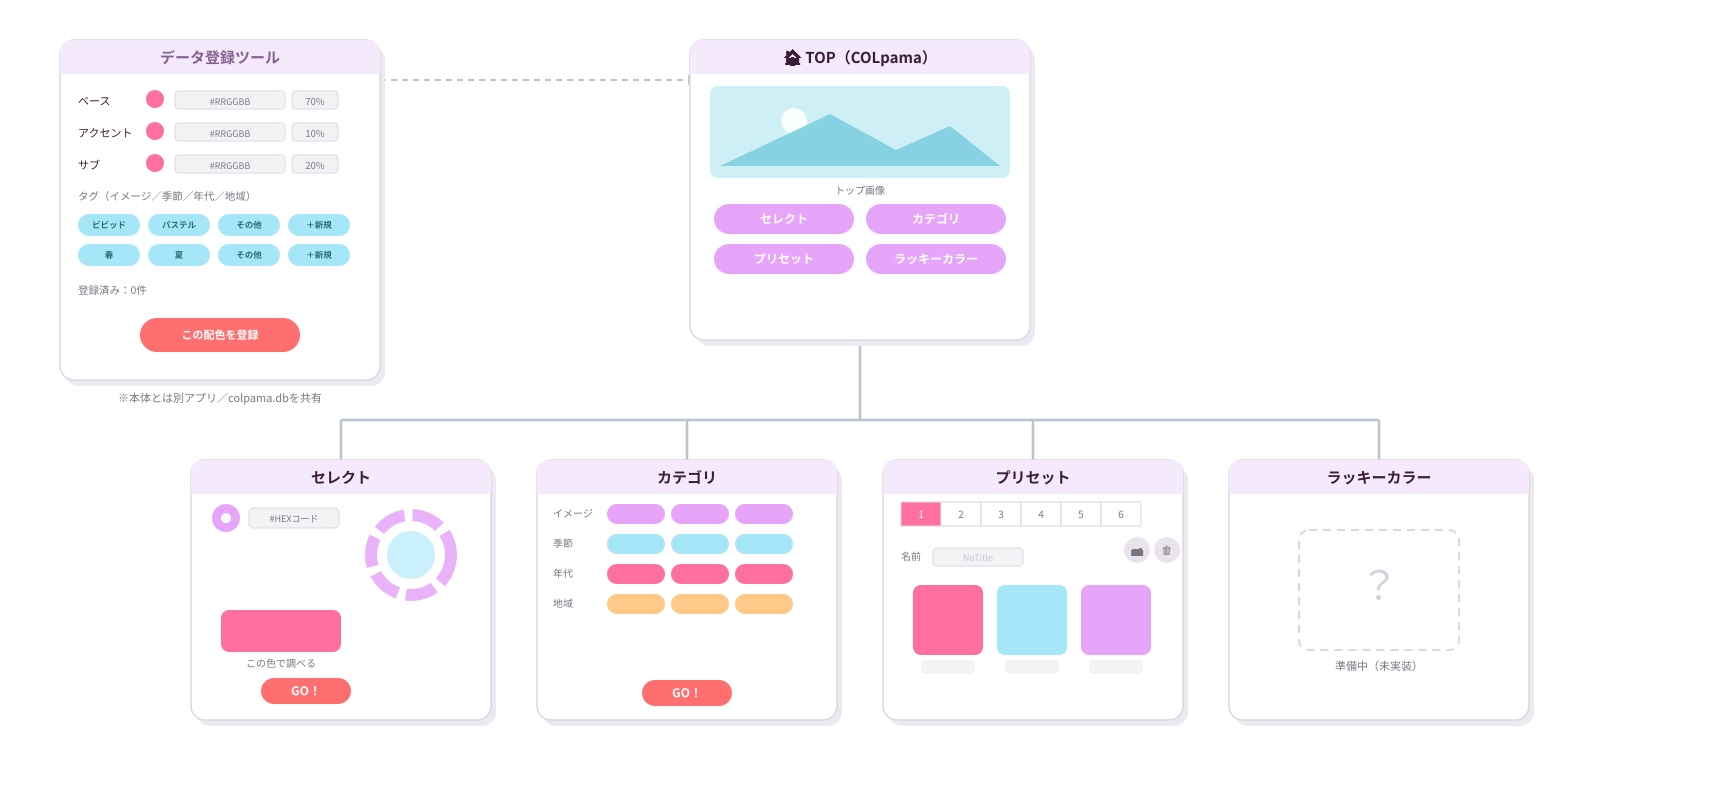 データ登録ツール
ベース
#RRGGBB
70%
アクセント
#RRGGBB
10%
サブ
#RRGGBB
20%
タグ（イメージ／季節／年代／地域）
ビビッド
パステル
その他
＋新規
春
夏
その他
＋新規
登録済み：0件
この配色を登録
※本体とは別アプリ／colpama.dbを共有
TOP（COLpama）
トップ画像
セレクト
カテゴリ
プリセット
ラッキーカラー
セレクト
#HEXコード
この色で調べる
GO！
カテゴリ
イメージ
季節
年代
地域
GO！
プリセット
1
2
3
4
5
6
名前
NoTitle
ラッキーカラー
？
準備中（未実装）